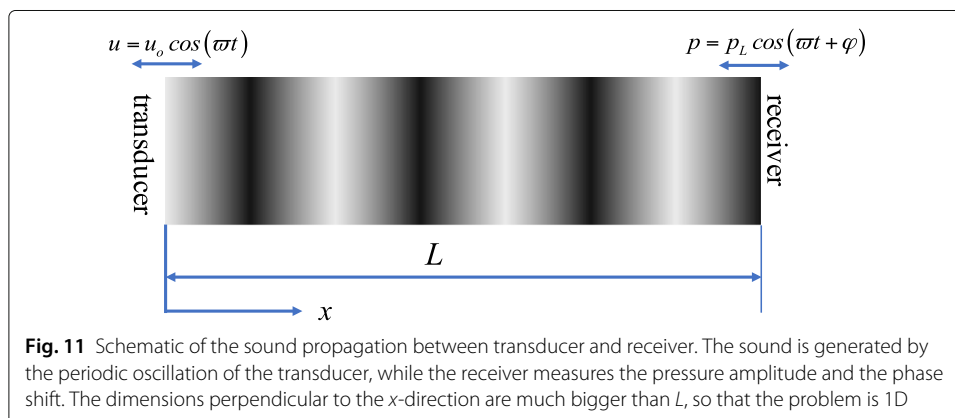 u = u_o cos(ϖt)
p = p_L cos(ϖt + φ)
transducer
receiver
L
x
Fig. 11 Schematic of the sound propagation between transducer and receiver. The sound is generated by
the periodic oscillation of the transducer, while the receiver measures the pressure amplitude and the phase
shift. The dimensions perpendicular to the x-direction are much bigger than L, so that the problem is 1D